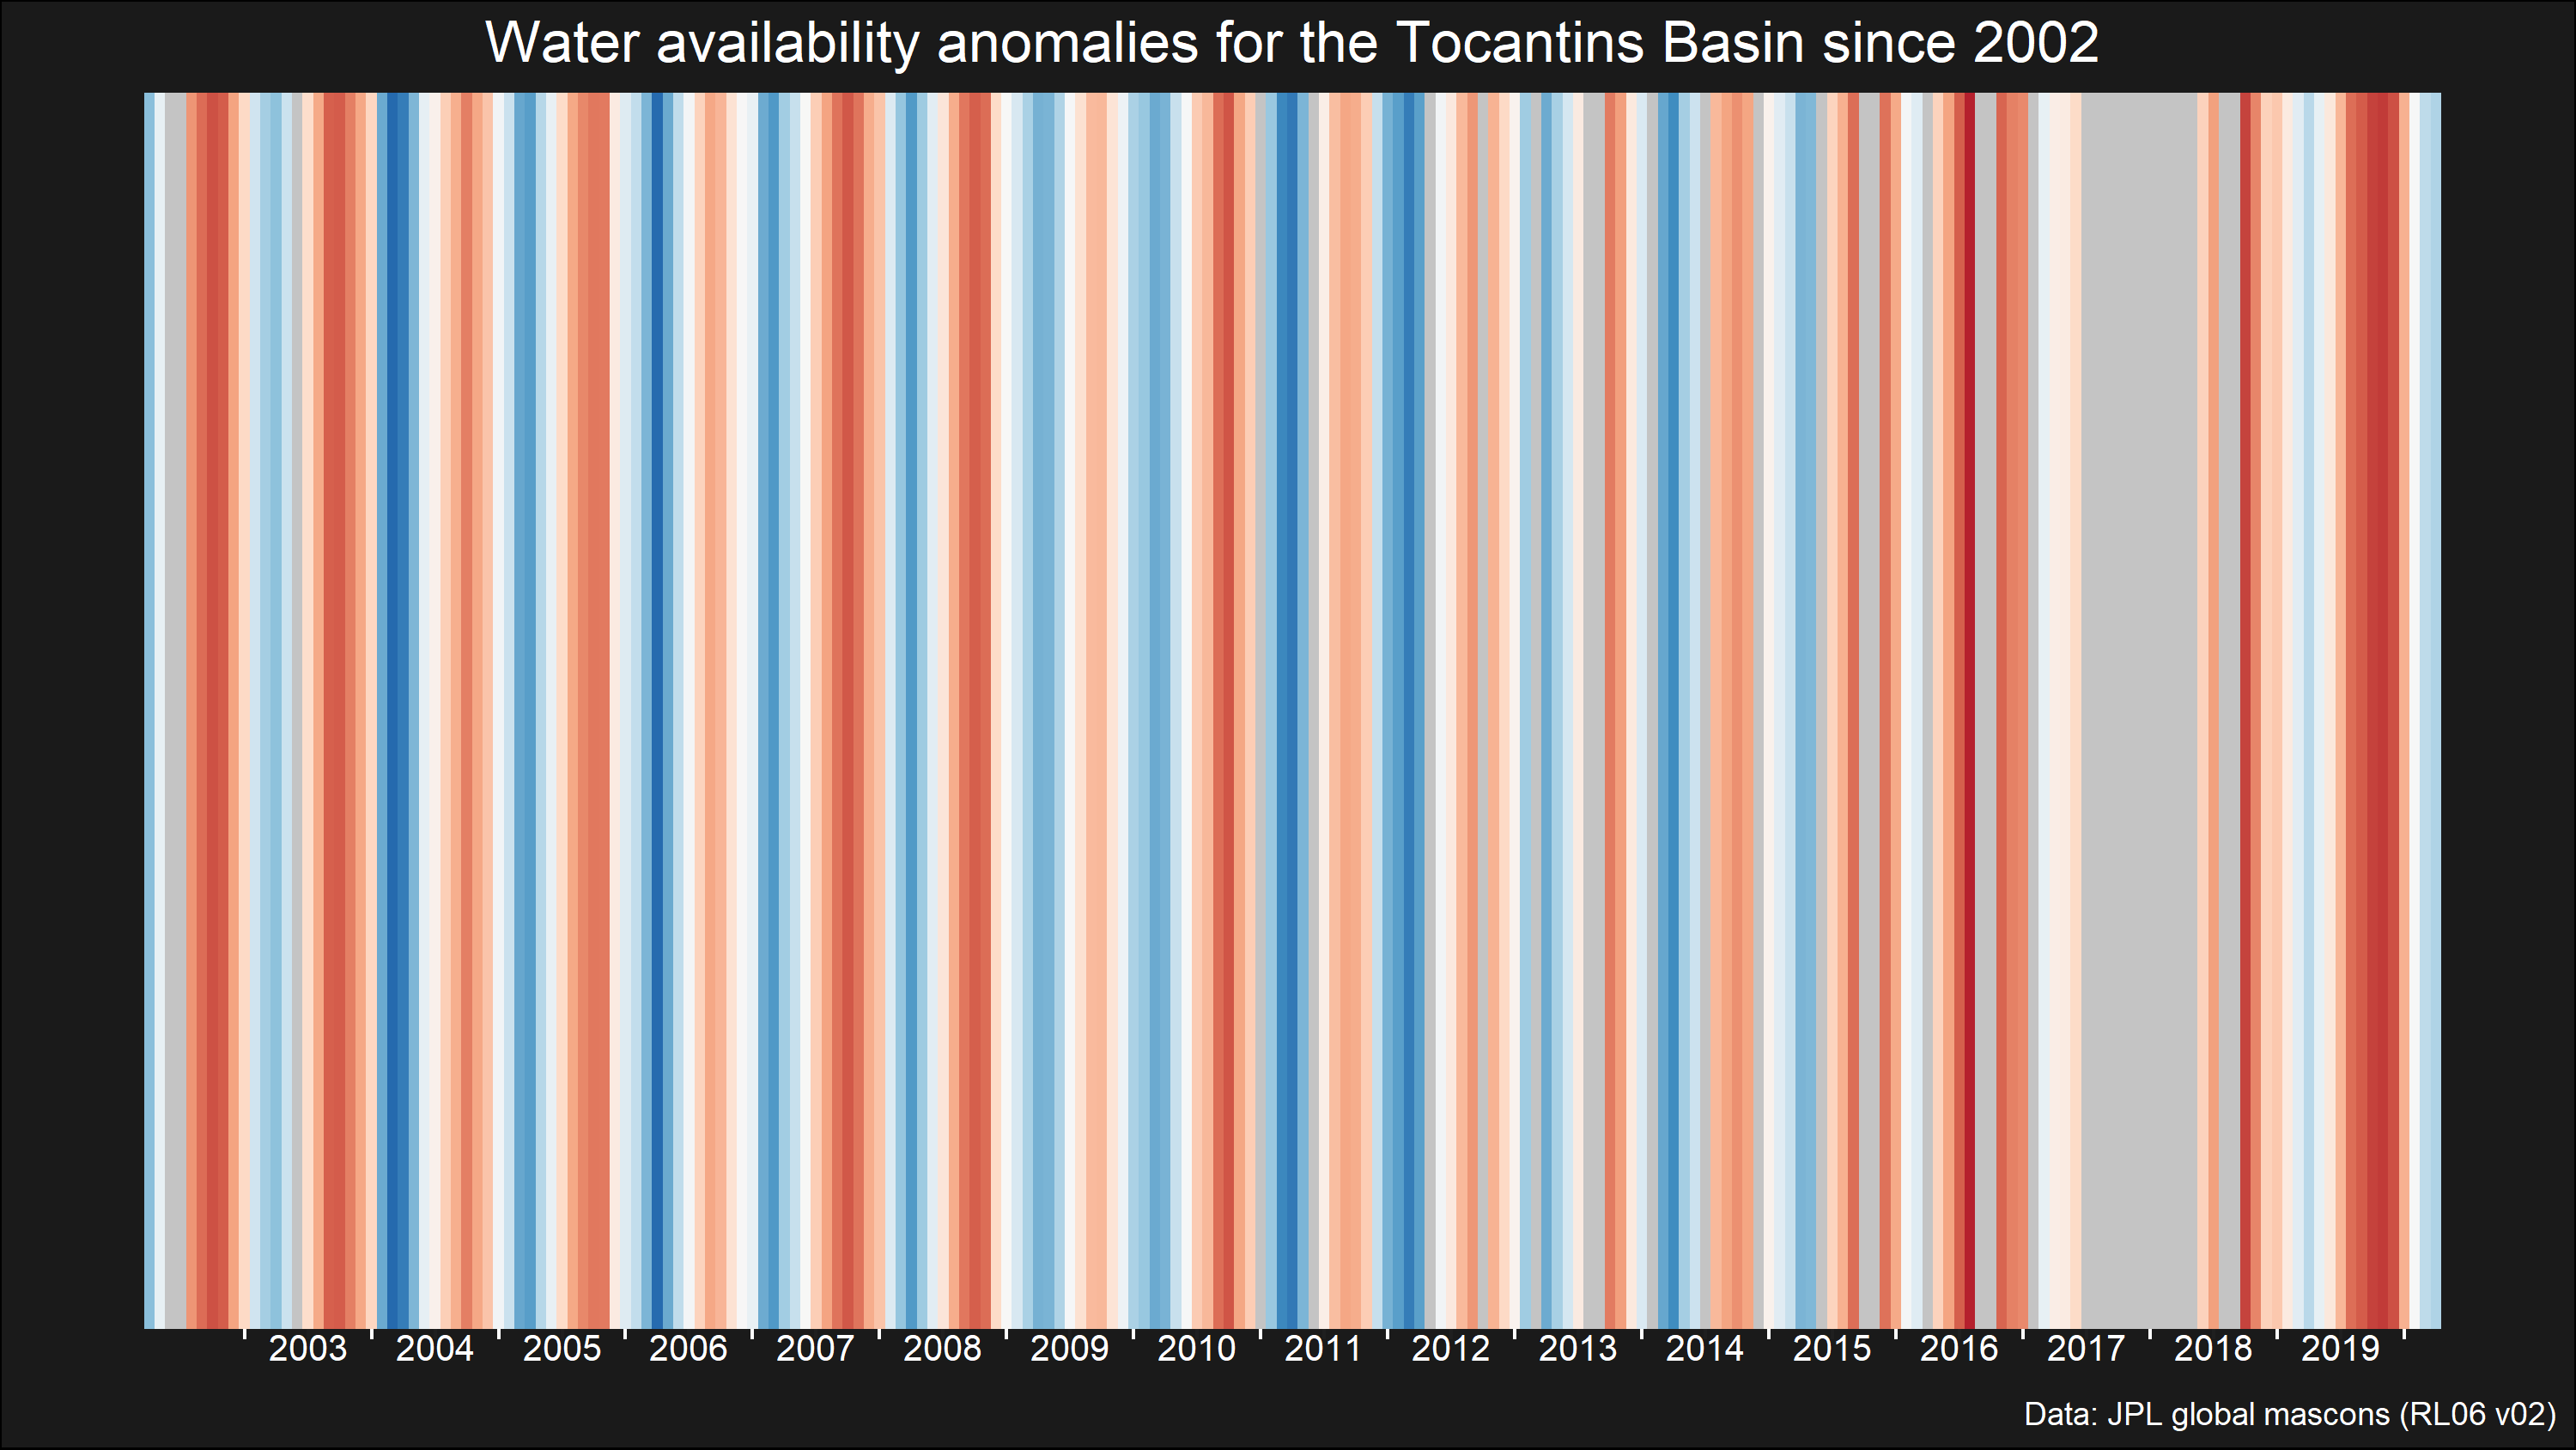 Water availability anomalies for the Tocantins Basin since 2002
2003 2004 2005 2006 2007 2008 2009 2010 2011 2012 2013 2014 2015 2016 2017 2018 2019
Data: JPL global mascons (RL06 v02)